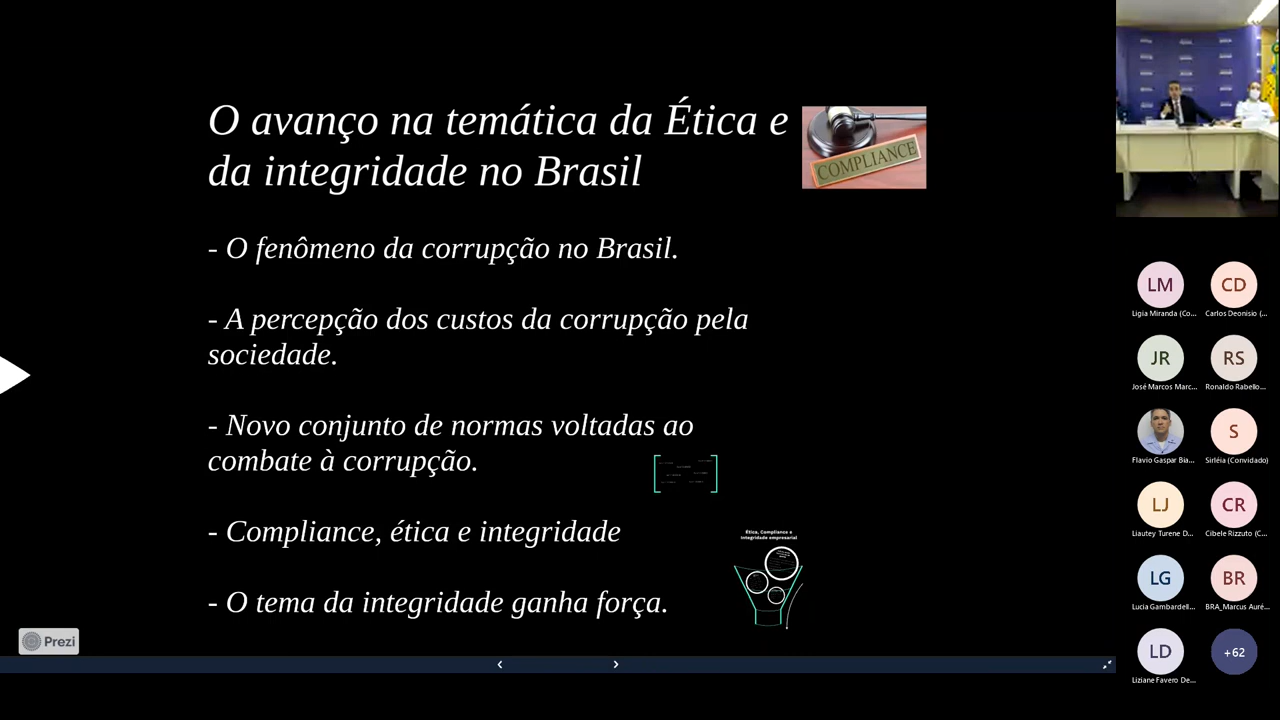 O avanço na temática da Ética e
da integridade no Brasil
COMPLIANCE
- O fenômeno da corrupção no Brasil.
- A percepção dos custos da corrupção pela
sociedade.
- Novo conjunto de normas voltadas ao
combate à corrupção.
- Compliance, ética e integridade
Ética, Compliance e
Integridade empresarial
- O tema da integridade ganha força.
Prezi
LM
CD
Ligia Miranda (Co...
Carlos Deonisio (...
JR
RS
José Marcos Marc...
Ronaldo Rabello...
S
Flavio Gaspar Bia...
Sirléia (Convidado)
LJ
CR
Liautey Turene D...
Cibele Rizzuto (C...
LG
BR
Lucia Gambardell...
BRA_Marcus Auré...
LD
+62
Liziane Favero De...